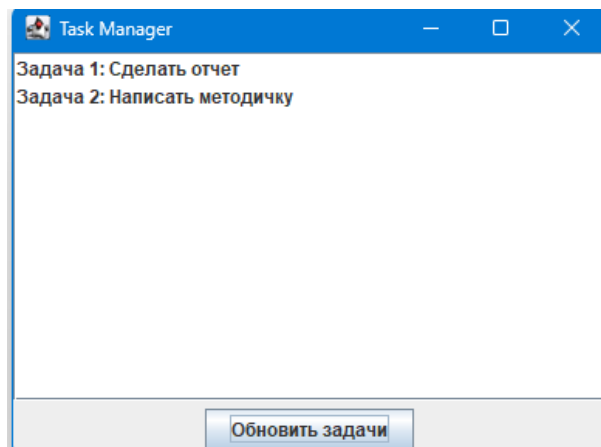 Task Manager
Задача 1: Сделать отчет
Задача 2: Написать методичку
Обновить задачи